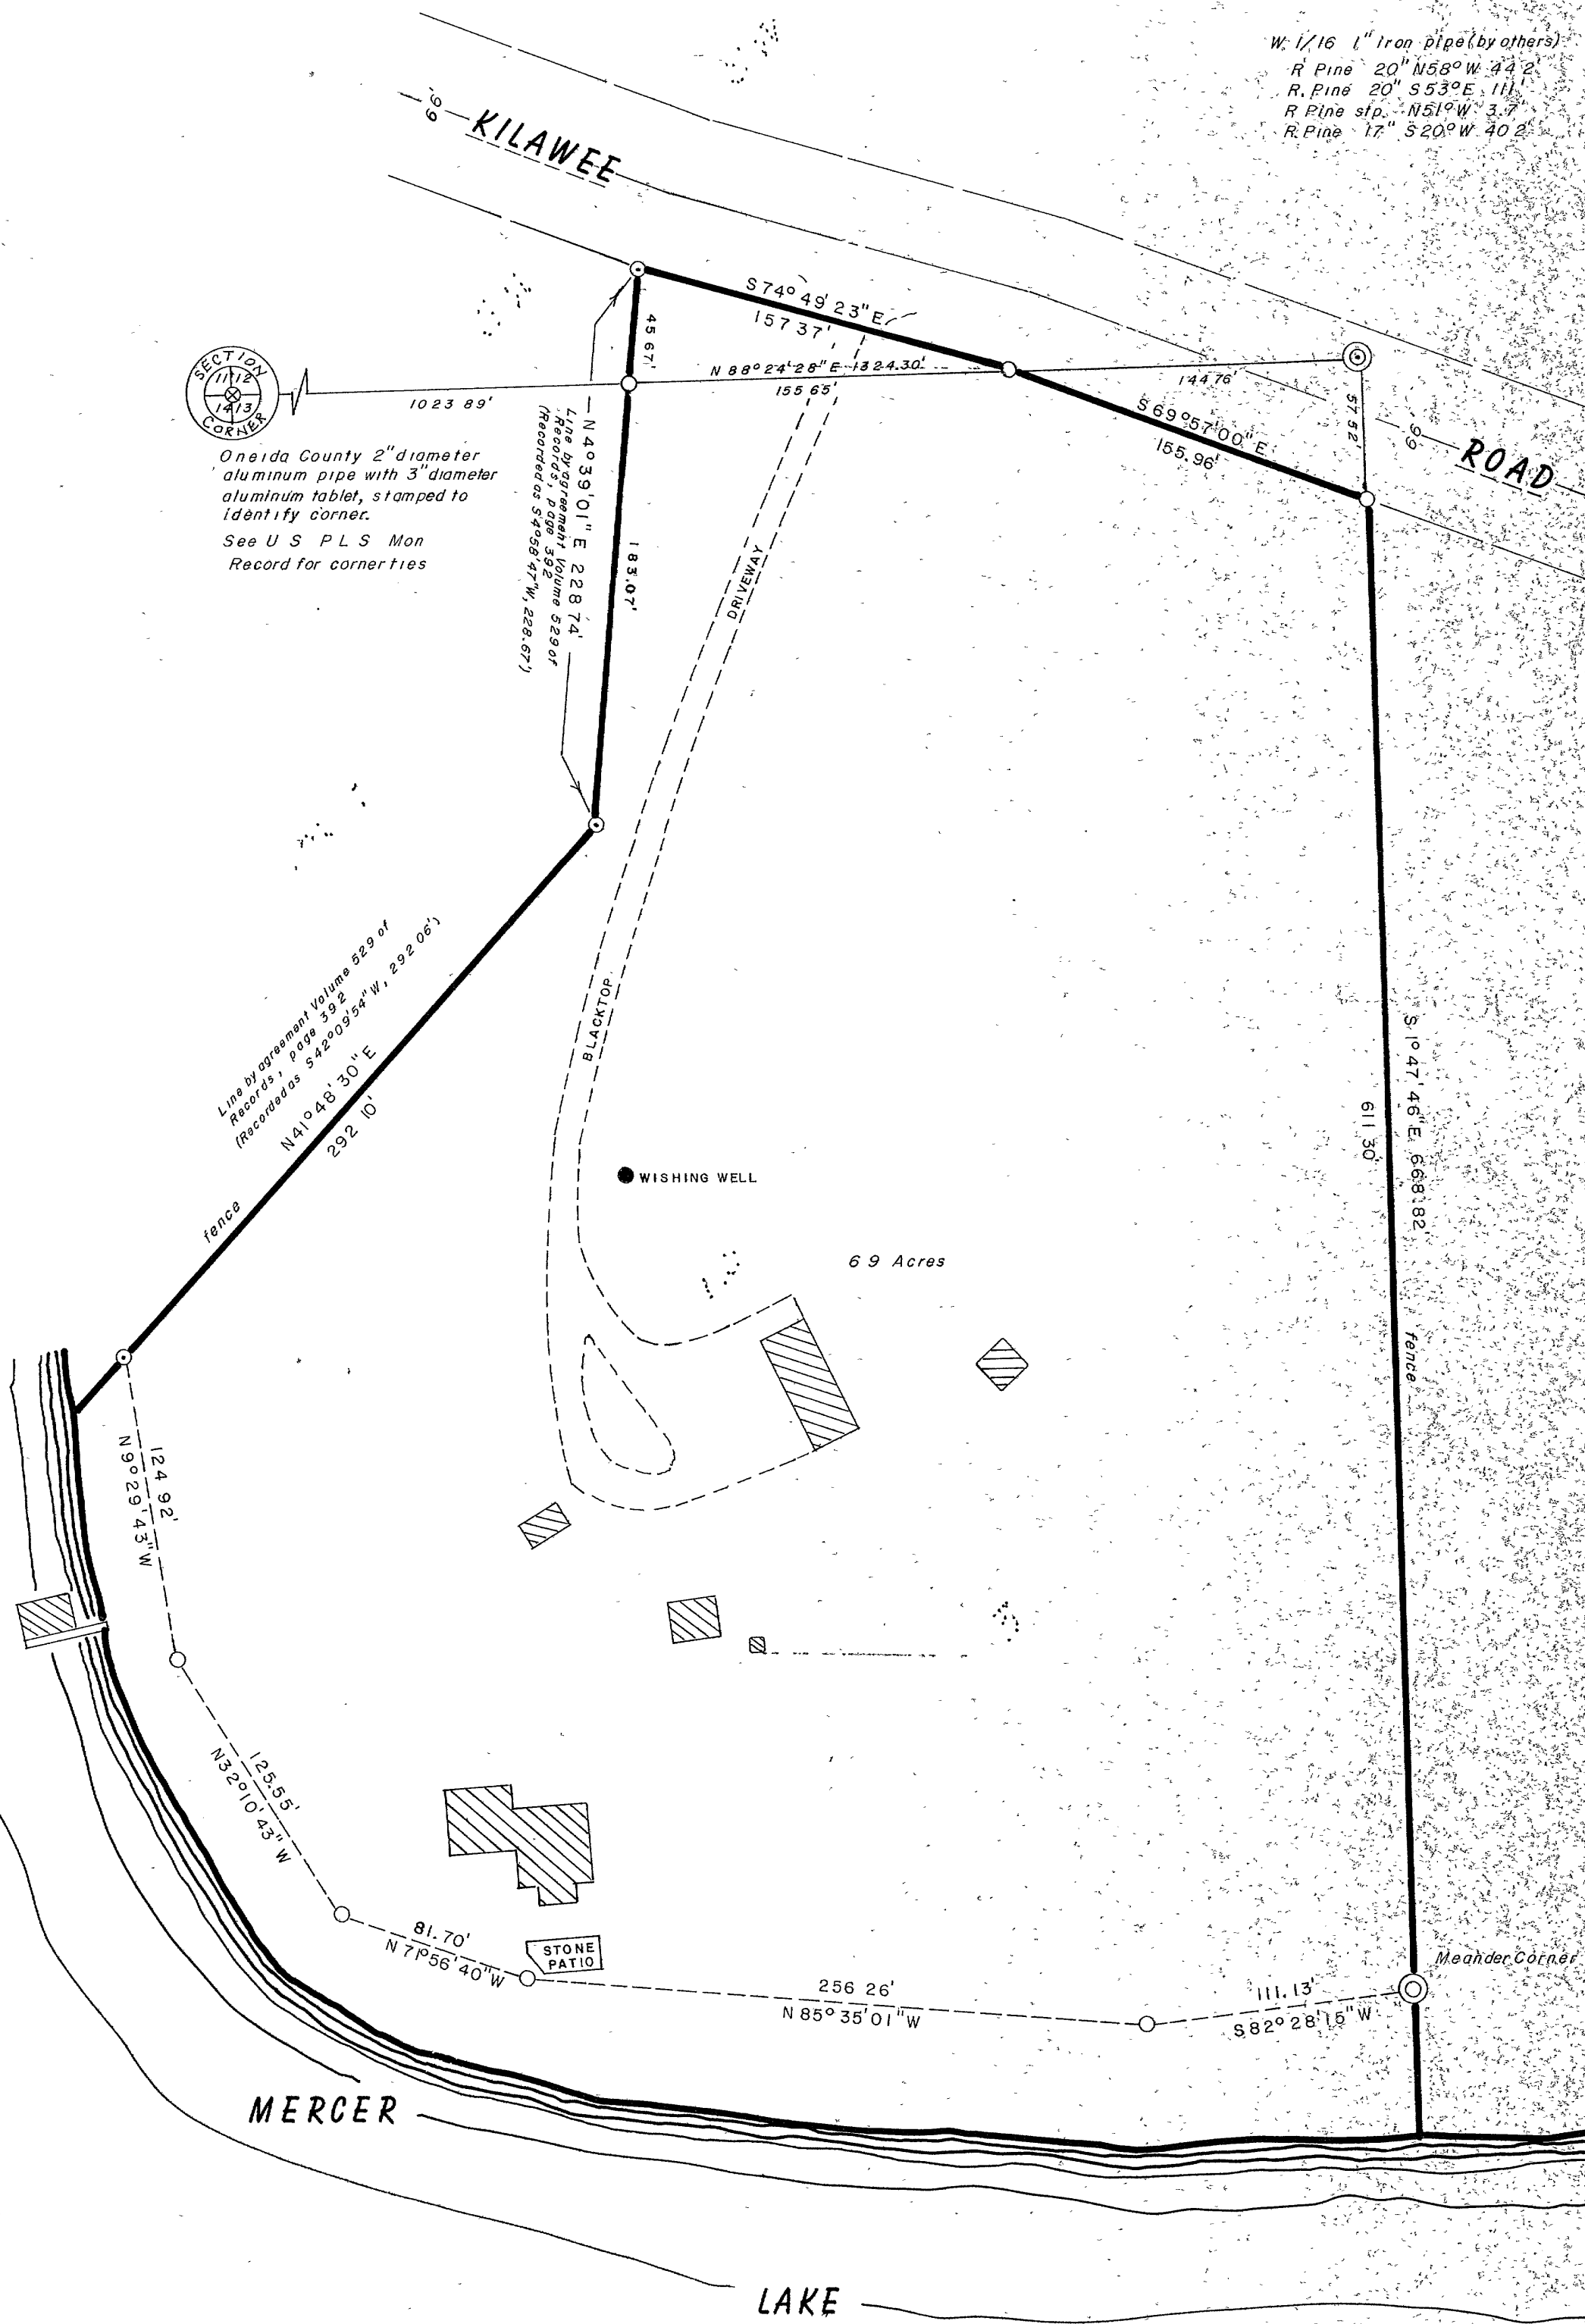 W. 1/16 1" iron pipe (by others)
R Pine 20" N58°W 44 2'
R. Pine 20" S53°E 111'
R Pine stp. N51°W 3.7'
R. Pine 17" S20°W 40 2'
66'
KILAWEE
S74°49'23"E
157 37'
45 67'
N 88°24'28" E 1324.30'
155 65'
144 76'
1023 89'
SECTION
11 12
14 13
CORNER
Oneida County 2" diameter
aluminum pipe with 3" diameter
aluminum tablet, stamped to
identify corner.
See U S P L S Mon
Record for corner ties
57 52'
66'
ROAD
S69°57'00"E
155.96'
N4°39'01" E 228 74'
Line by agreement Volume 529 of
Records, page 392
(Recorded as S4°58'47"W, 228.67')
183.07'
DRIVEWAY
Line by agreement Volume 529 of
Records, page 392
(Recorded as S42°09'54"W, 292 06')
N41°48'30"E
292 10'
fence
BLACKTOP
WISHING WELL
6 9 Acres
S 1°47'46"E 668.82'
611 30'
fence
124 92'
N9°29'43"W
125.55'
N32°10'43"W
81.70'
N 71°56'40"W
STONE
PATIO
256 26'
N 85°35'01"W
111.13'
S82°28'15"W
Meander Corner
MERCER
LAKE